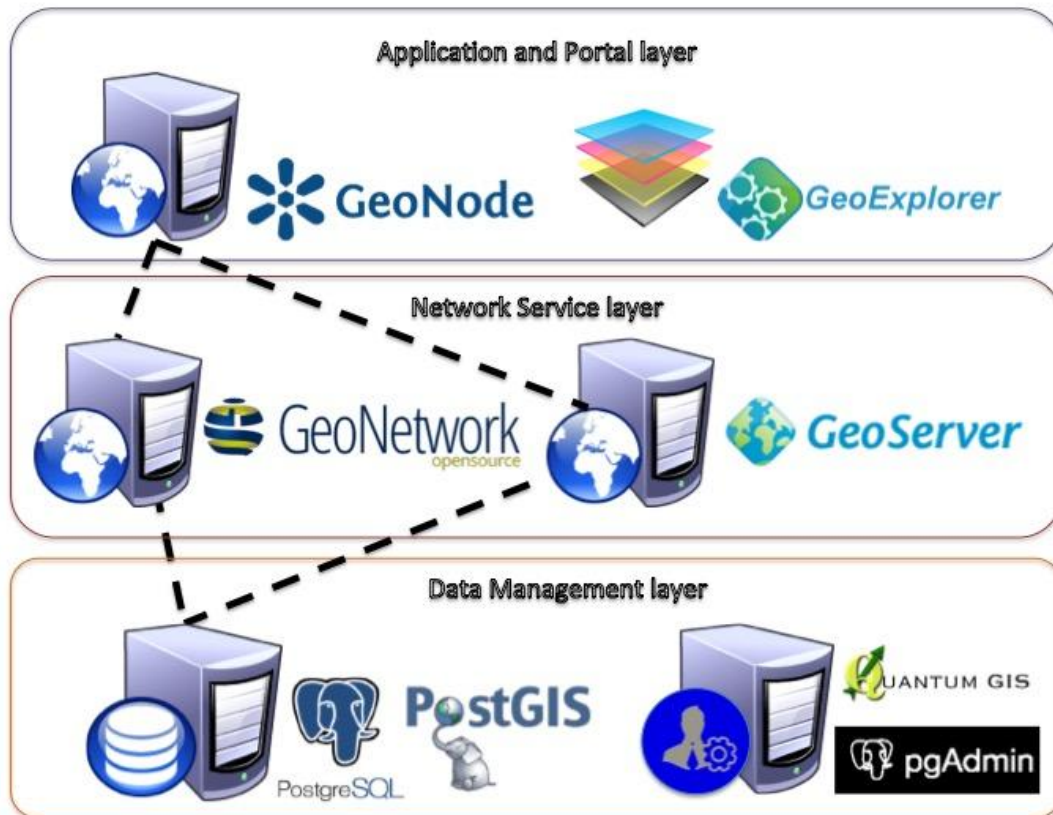 Application and Portal layer
GeoNode
GeoExplorer
Network Service layer
GeoNetwork
opensource
GeoServer
Data Management layer
PostgreSQL
PostGIS
QUANTUM GIS
pgAdmin